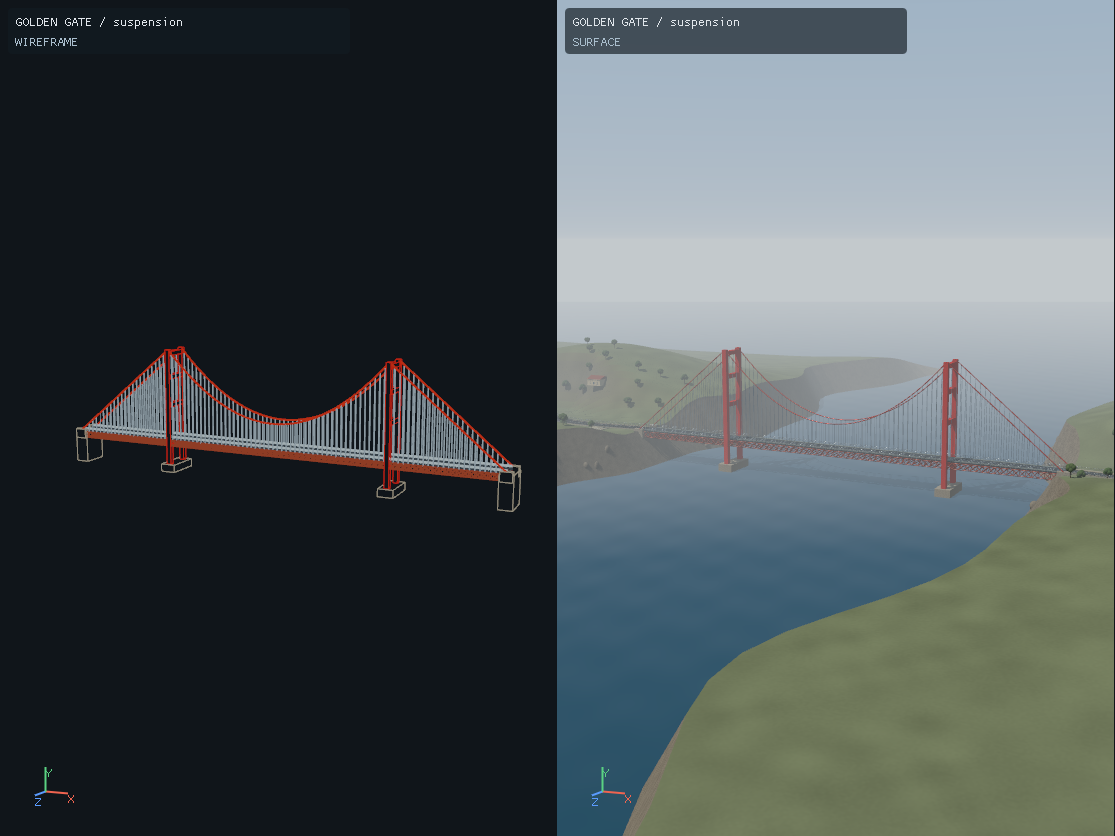 GOLDEN GATE / suspension
WIREFRAME
GOLDEN GATE / suspension
SURFACE
Y
Z
X
Y
Z
X